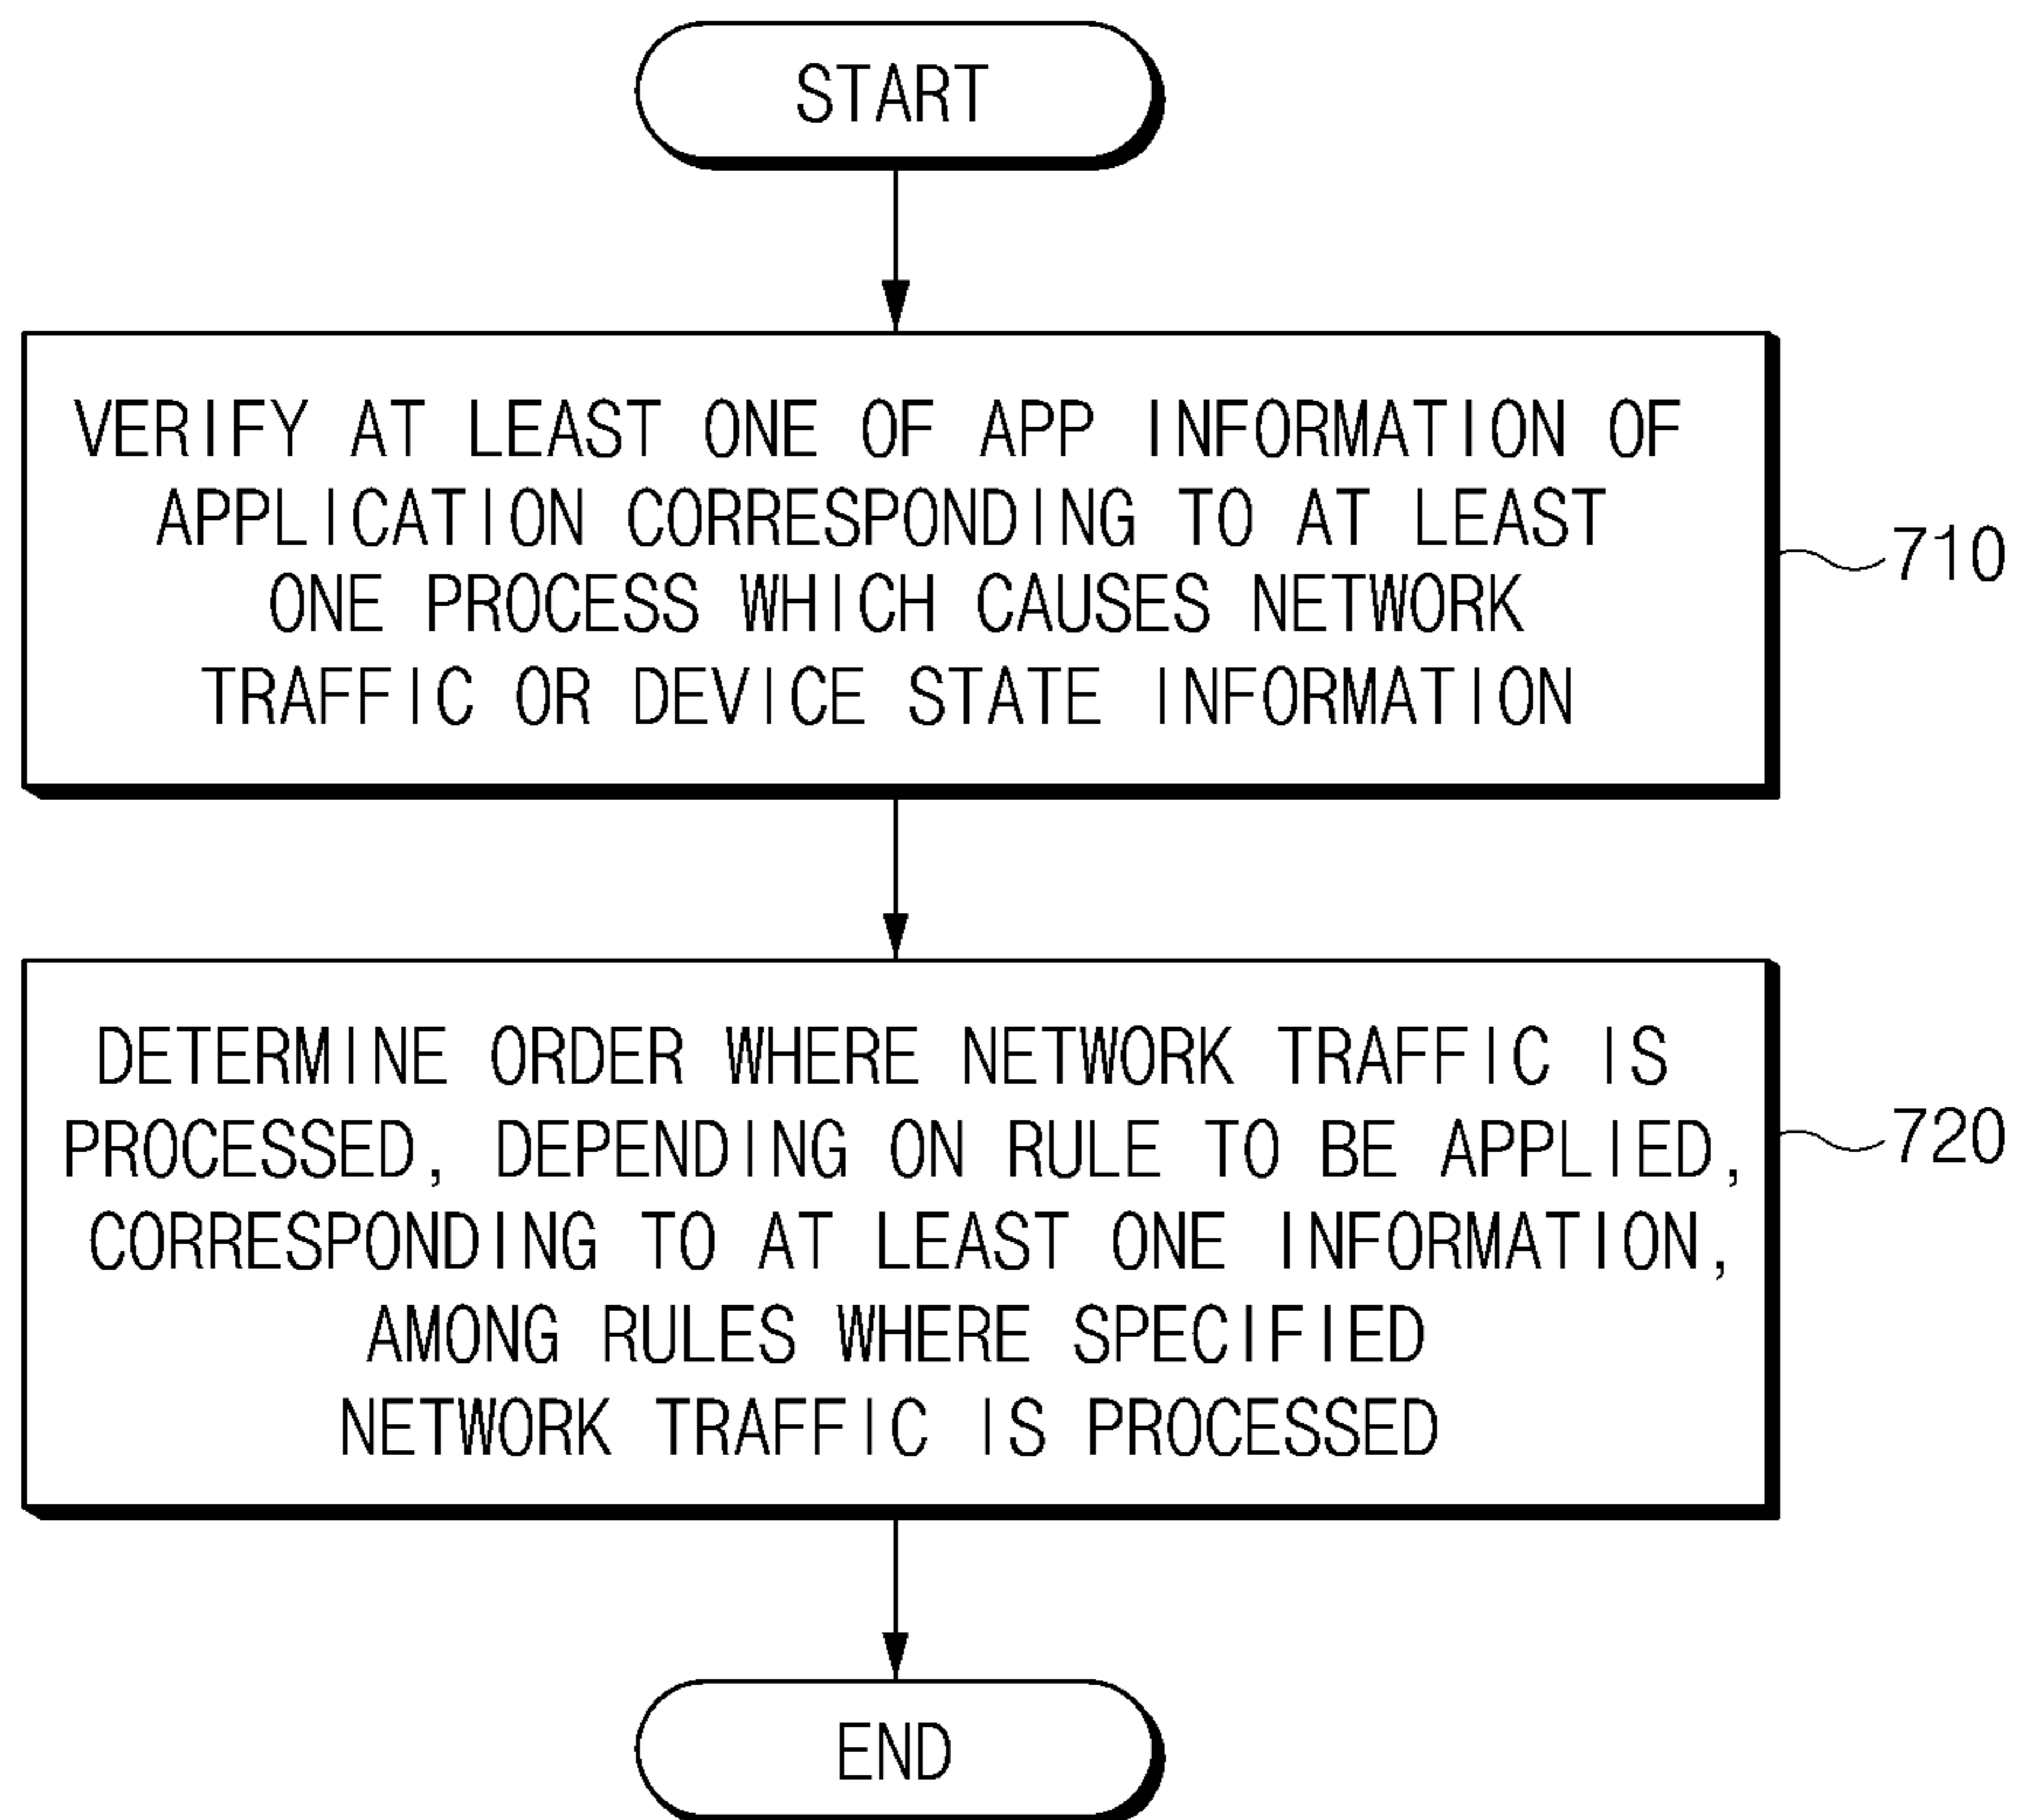 START
VERIFY AT LEAST ONE OF APP INFORMATION OF
APPLICATION CORRESPONDING TO AT LEAST
ONE PROCESS WHICH CAUSES NETWORK
TRAFFIC OR DEVICE STATE INFORMATION
710
DETERMINE ORDER WHERE NETWORK TRAFFIC IS
PROCESSED, DEPENDING ON RULE TO BE APPLIED,
CORRESPONDING TO AT LEAST ONE INFORMATION,
AMONG RULES WHERE SPECIFIED
NETWORK TRAFFIC IS PROCESSED
720
END